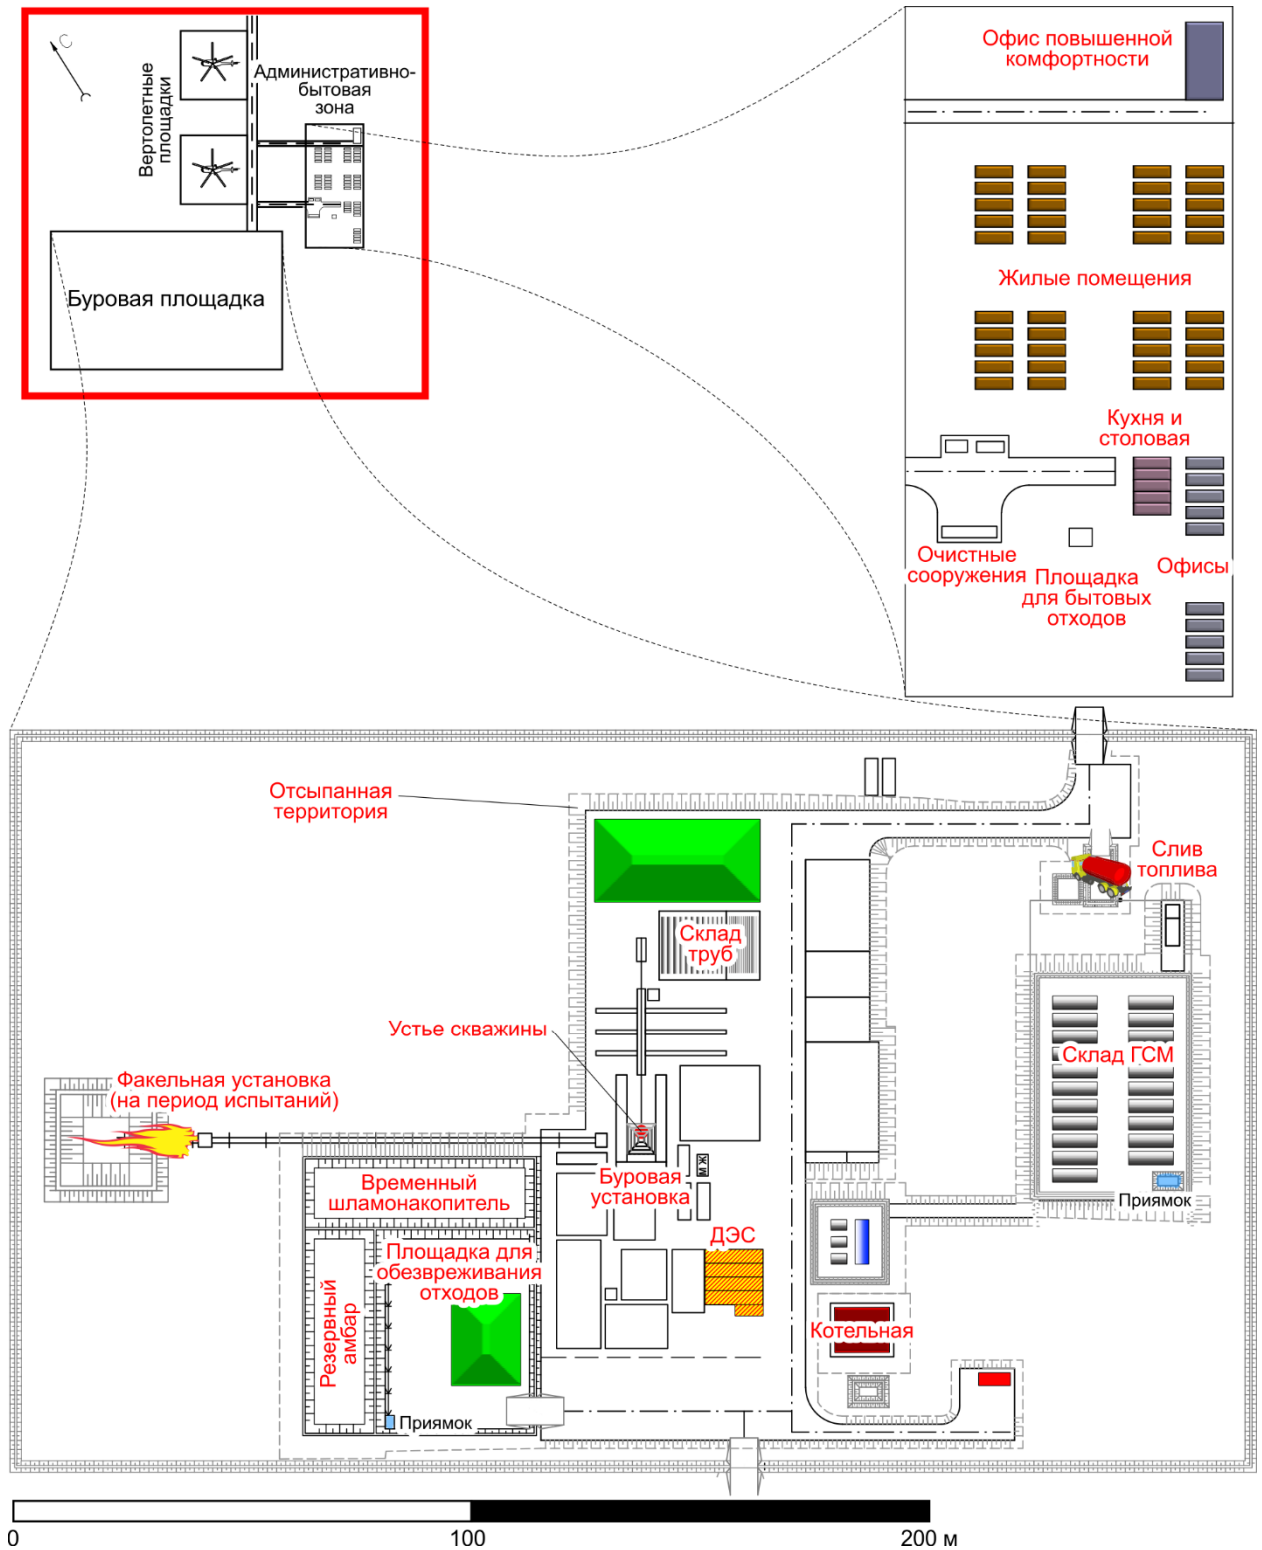 С
Вертолетные
площадки
Административно-
бытовая
зона
Буровая площадка
Офис повышенной
комфортности
Жилые помещения
Кухня и
столовая
Очистные
сооружения
Площадка
для бытовых
отходов
Офисы
Отсыпанная
территория
Слив
топлива
Склад
труб
Устье скважины
Склад ГСМ
Факельная установка
(на период испытаний)
Буровая
установка
М Ж
Временный
шламонакопитель
Приямок
ДЭС
Площадка для
обезвреживания
отходов
Резервный
амбар
Котельная
Приямок
0
100
200 м